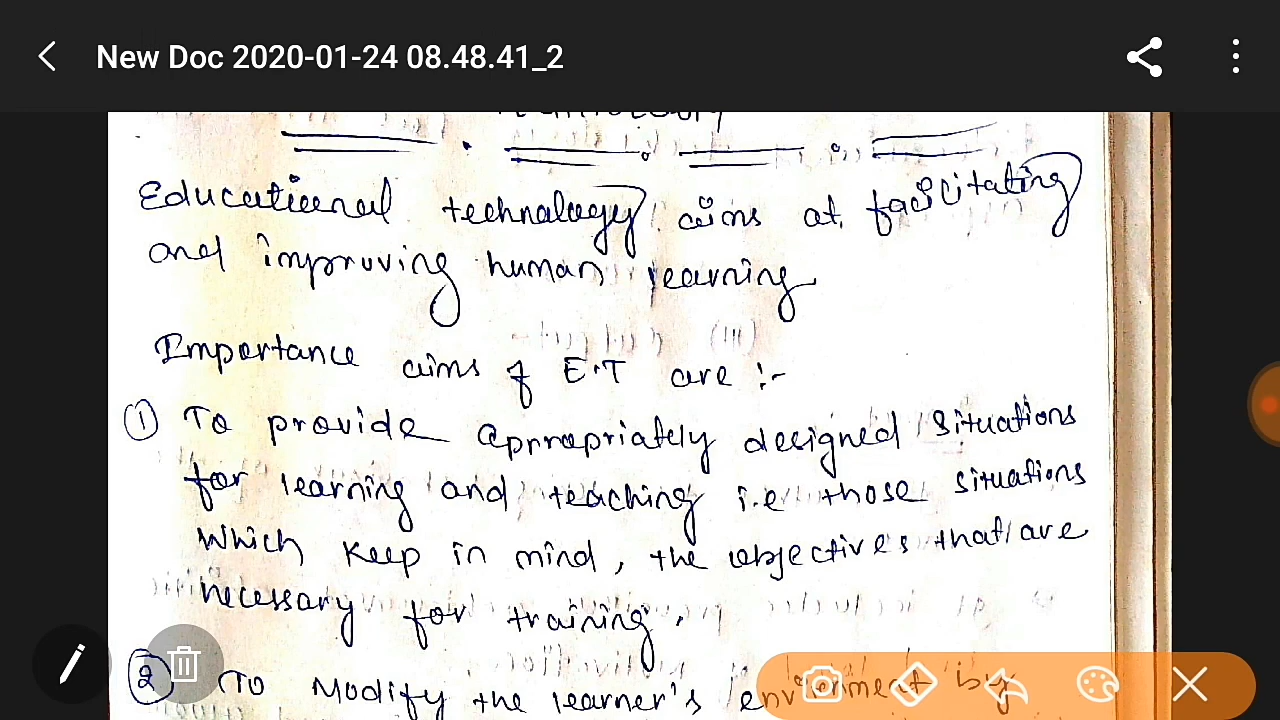 New Doc 2020-01-24 08.48.41_2
Educational technology aims at facilitating
and improving human learning
Importance aims of E.T are :-
① To provide appropriately designed situations
for learning and teaching i.e those situations
which keep in mind, the objectives that are
necessary for training.
② To Modify the learner's enviroment by